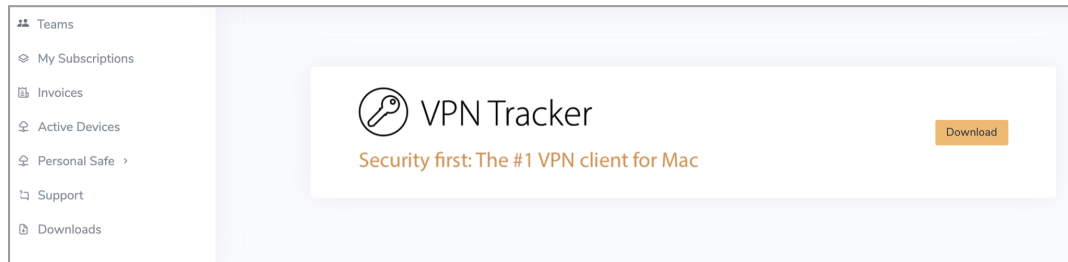 Teams
My Subscriptions
Invoices
Active Devices
Personal Safe
Support
Downloads
VPN Tracker
Security first: The #1 VPN client for Mac
Download